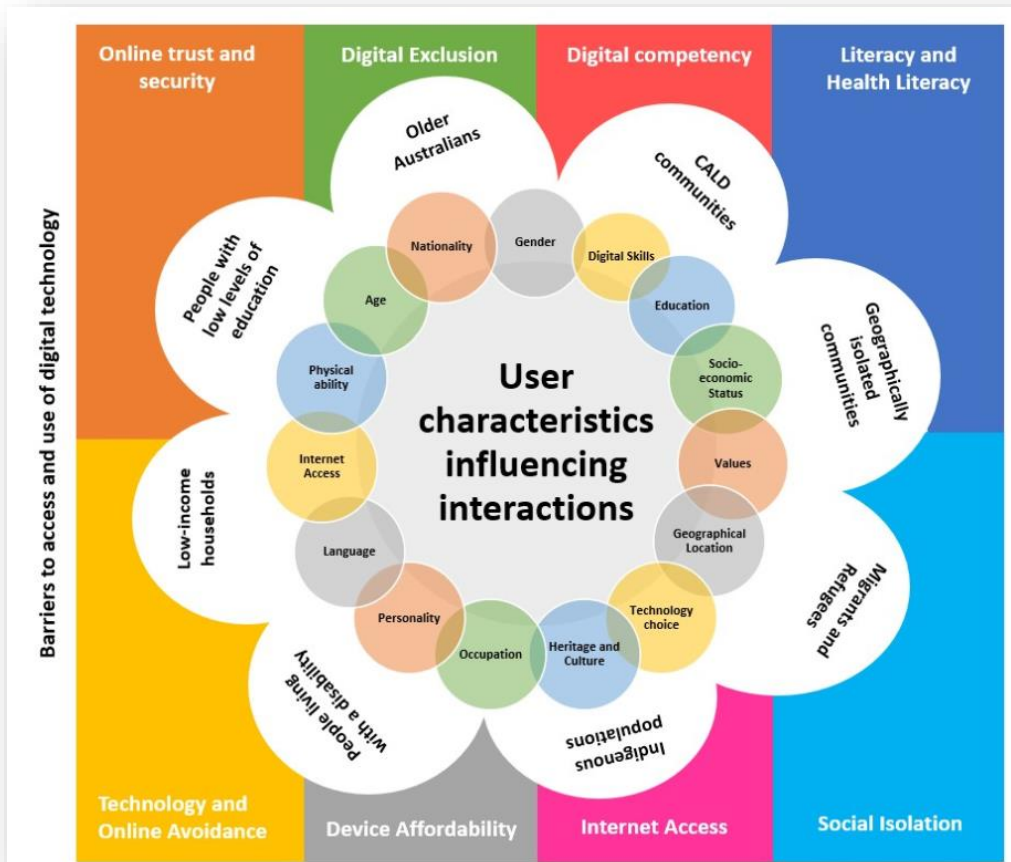 Online trust and
security
Digital Exclusion
Digital competency
Literacy and
Health Literacy
Barriers to access and use of digital technology
Older
Australians
CALD
communities
People with
low levels of
education
Geographically
isolated
communities
Low-income
households
Migrants and
Refugees
People living
with a disability
Indigenous
populations
Nationality
Gender
Digital Skills
Age
Education
Physical
ability
Socio-
economic
Status
Internet
Access
Values
Language
Geographical
Location
Personality
Technology
choice
Occupation
Heritage and
Culture
User
characteristics
influencing
interactions
Technology and
Online Avoidance
Device Affordability
Internet Access
Social Isolation